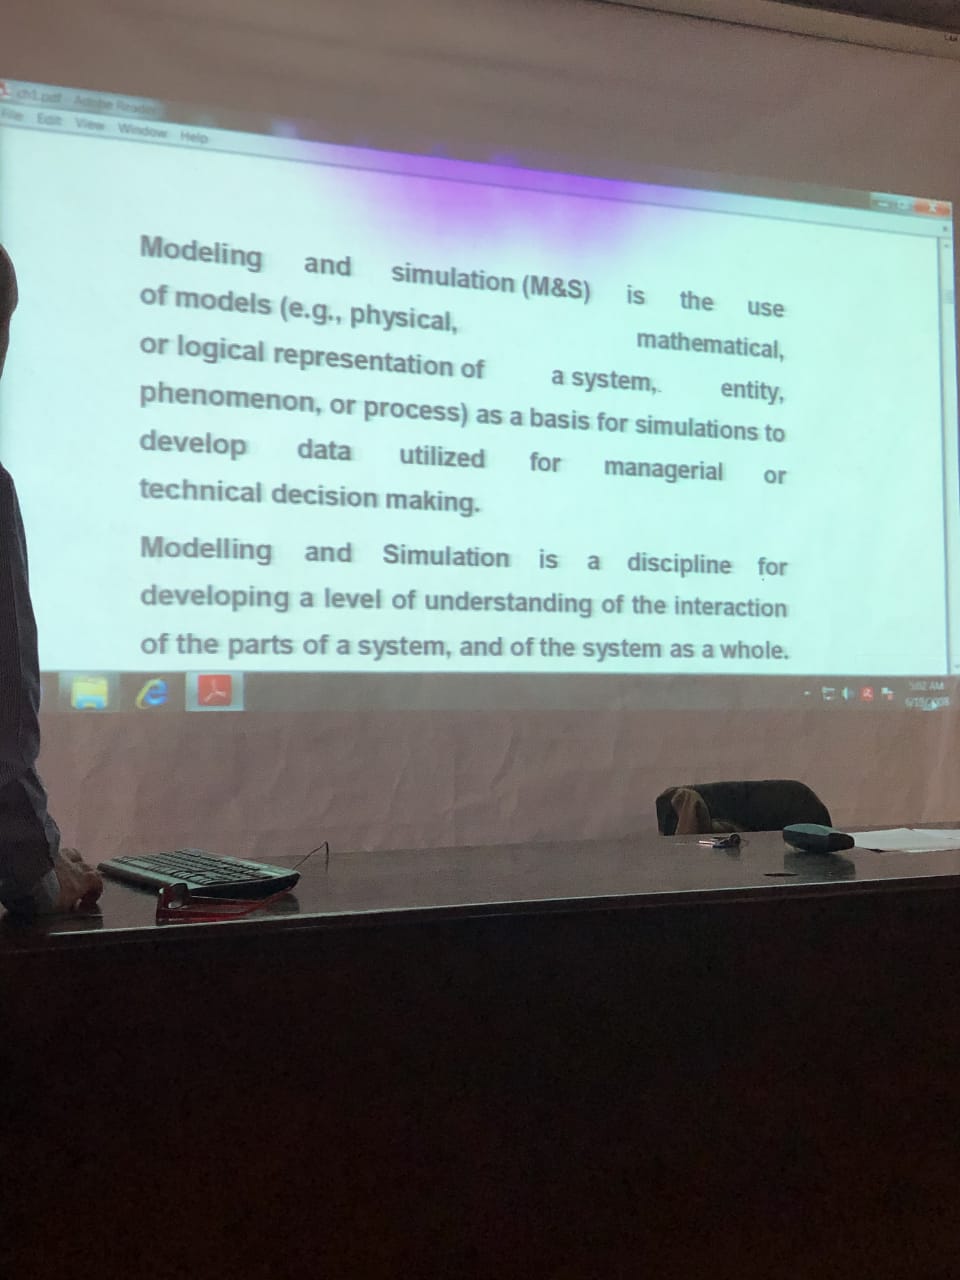 ch1.pdf - Adobe Reader
File Edit View Window Help
Modeling and simulation (M&S) is the use
of models (e.g., physical, mathematical,
or logical representation of a system, entity,
phenomenon, or process) as a basis for simulations to
develop data utilized for managerial or
technical decision making.
Modelling and Simulation is a discipline for
developing a level of understanding of the interaction
of the parts of a system, and of the system as a whole.
5:02 AM